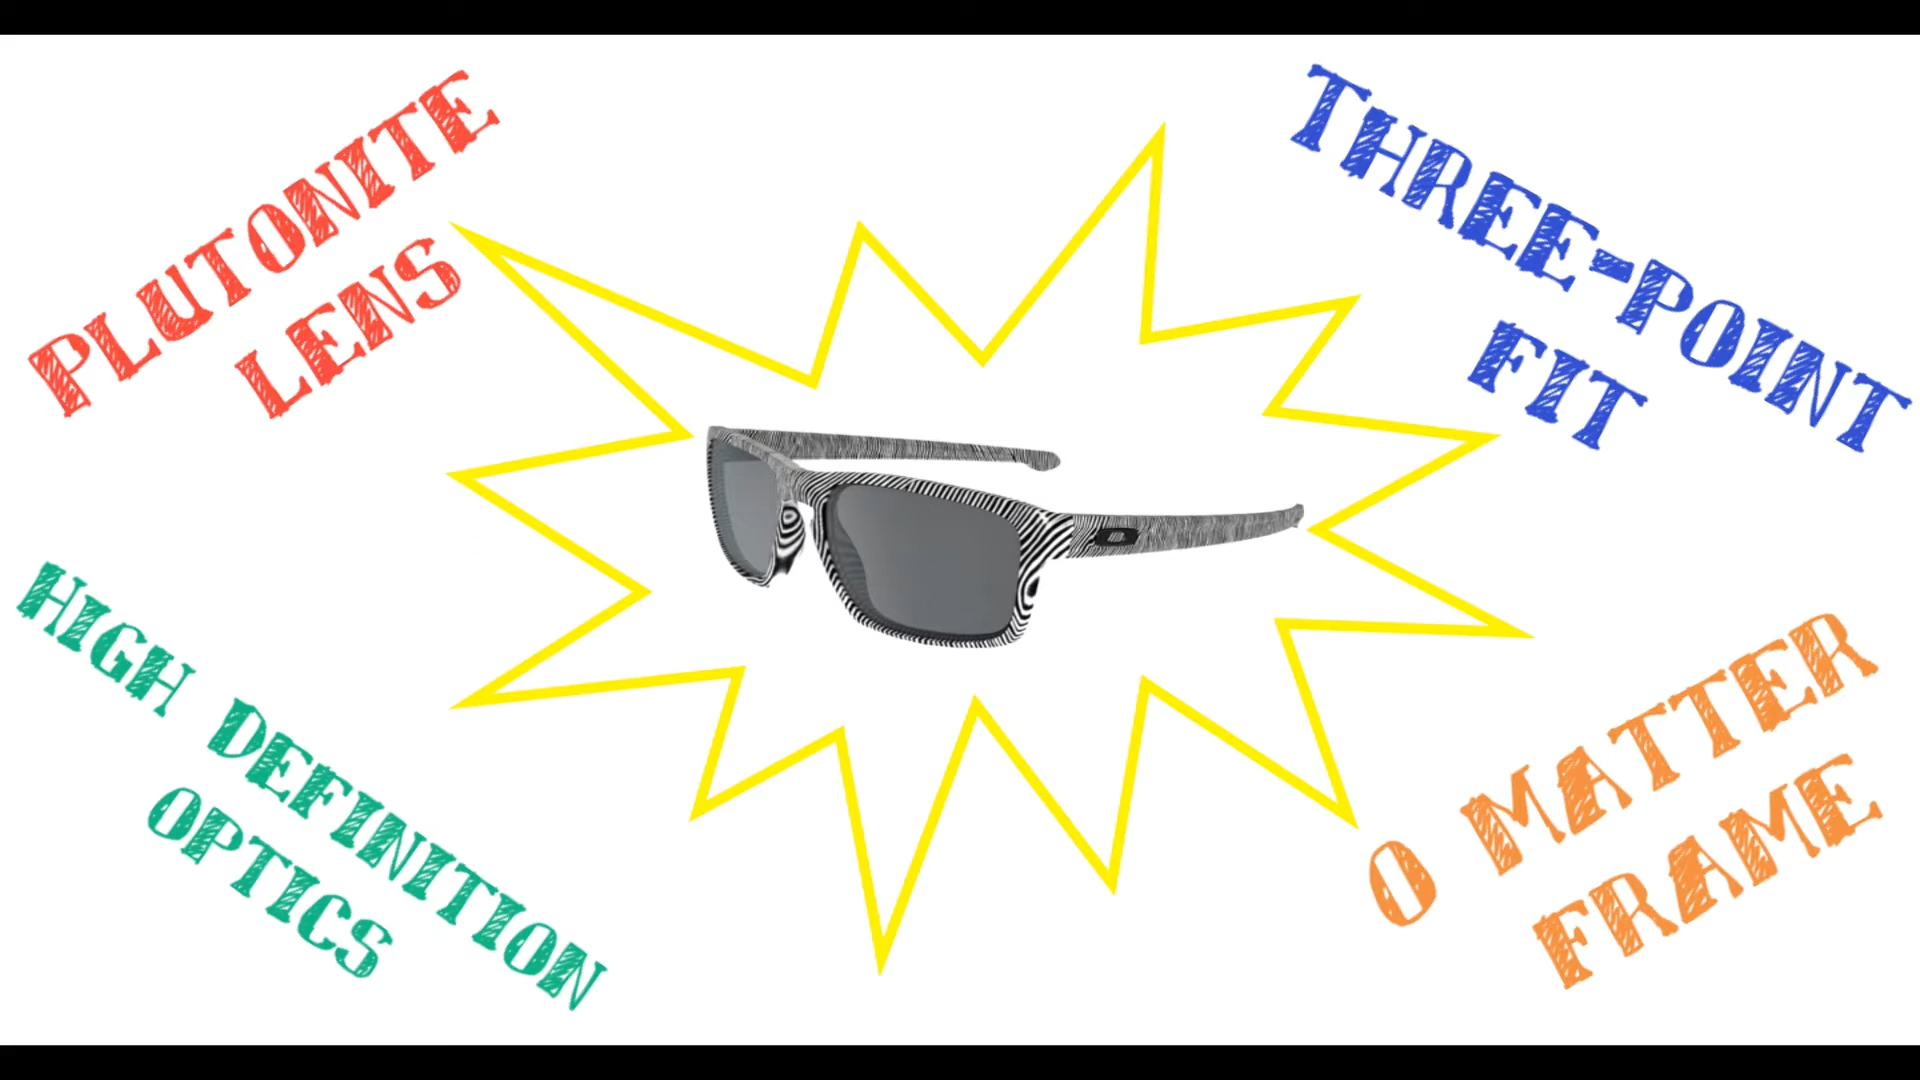 PLUTONITE
LENS
THREE-POINT
FIT
HIGH DEFINITION
OPTICS
O MATTER
FRAME